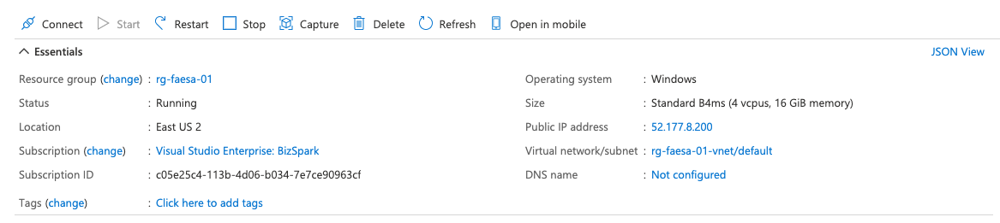 Connect Start Restart Stop Capture Delete Refresh Open in mobile
Essentials JSON View
Resource group (change) : rg-faesa-01
Status : Running
Location : East US 2
Subscription (change) : Visual Studio Enterprise: BizSpark
Subscription ID : c05e25c4-113b-4d06-b034-7e7ce90963cf
Tags (change) : Click here to add tags
Operating system : Windows
Size : Standard B4ms (4 vcpus, 16 GiB memory)
Public IP address : 52.177.8.200
Virtual network/subnet : rg-faesa-01-vnet/default
DNS name : Not configured